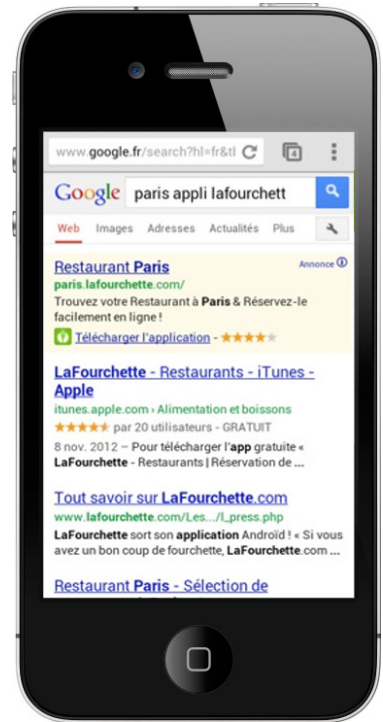 www.google.fr/search?hl=fr&tl
4
Google paris appli lafourchett
Web Images Adresses Actualités Plus
Restaurant Paris Annonce
paris.lafourchette.com/
Trouvez votre Restaurant à Paris & Réservez-le
facilement en ligne !
Télécharger l'application -
LaFourchette - Restaurants - iTunes -
Apple
itunes.apple.com › Alimentation et boissons
par 20 utilisateurs - GRATUIT
8 nov. 2012 – Pour télécharger l'app gratuite «
LaFourchette - Restaurants | Réservation de ...
Tout savoir sur LaFourchette.com
www.lafourchette.com/Les.../l_press.php
LaFourchette sort son application Androïd ! « Si vous
avez un bon coup de fourchette, LaFourchette.com ...
Restaurant Paris - Sélection de